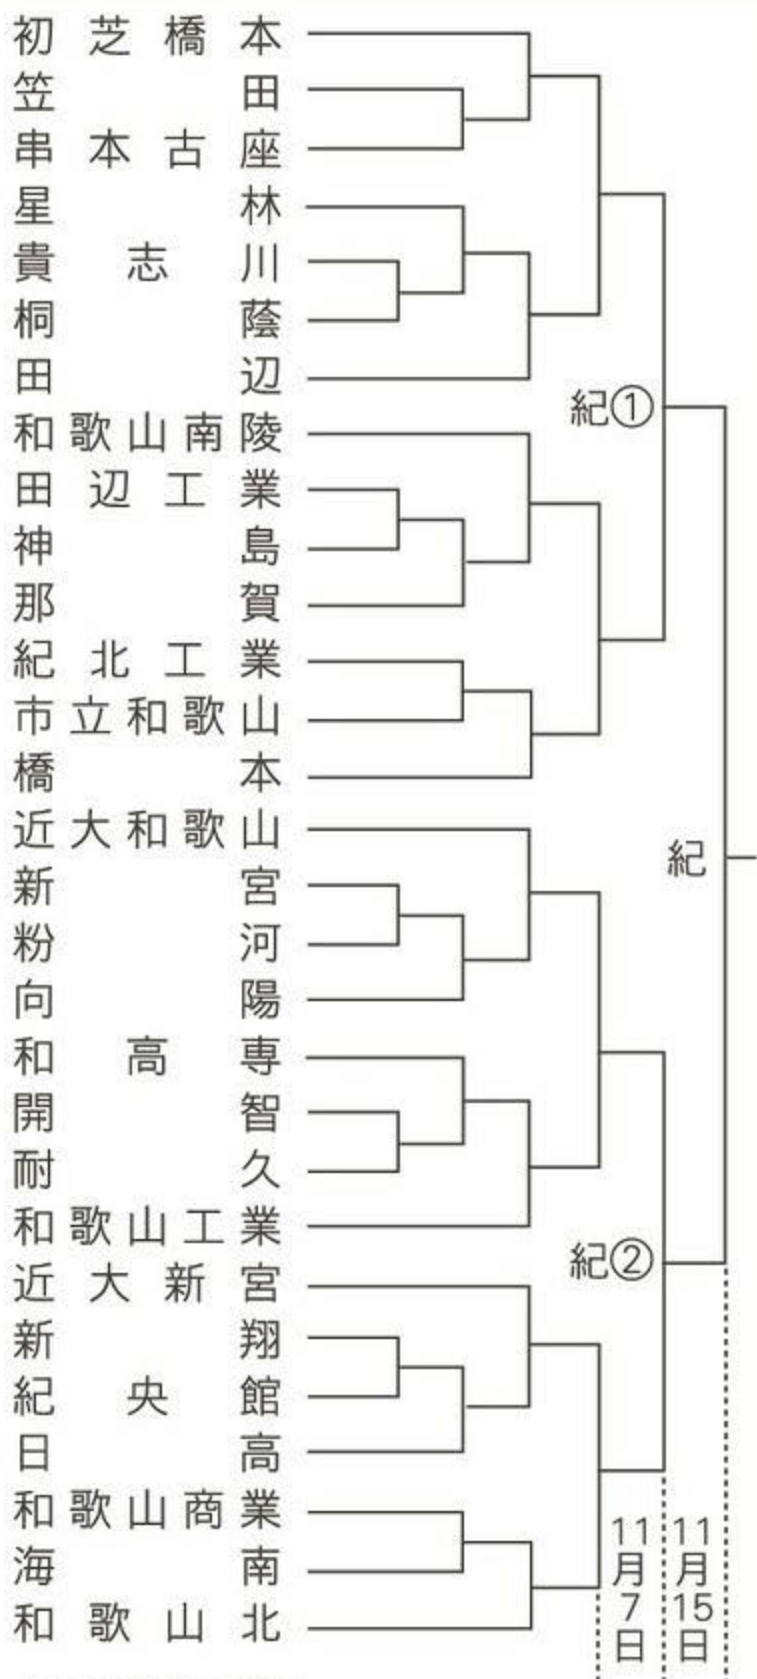 初芝橋本
笠田
串本古座
星林
貴志川
桐蔭
田辺
紀①
和歌山南陵
田辺工業
神島
那賀
紀北工業
市立和歌山
橋本
近大和歌山
紀
新宮
粉河
向陽
和高専
開智
耐久
和歌山工業
紀②
近大新宮
新翔
紀央館
日高
和歌山商業
海南
和歌山北
11月7日
11月15日